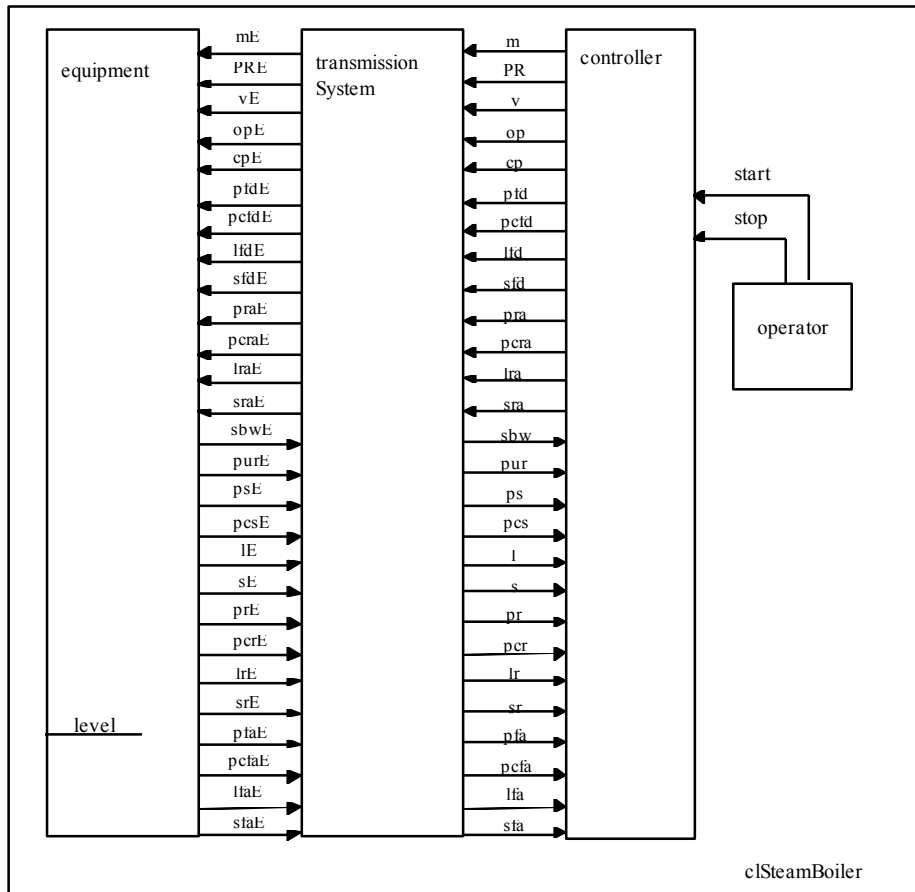 equipment
transmission
System
controller
mE
m
PRE
PR
vE
v
opE
op
cpE
cp
pfdE
pfd
pcfdE
pcfd
lfdE
lfd
sfdE
sfd
praE
pra
pcraE
pcra
lraE
lra
sraE
sra
sbwE
sbw
purE
pur
psE
ps
pcsE
pcs
lE
l
sE
s
prE
pr
pcrE
pcr
lrE
lr
srE
sr
pfaE
pfa
pcfaE
pcfa
lfaE
lfa
sfaE
sfa
start
stop
operator
level
clSteamBoiler